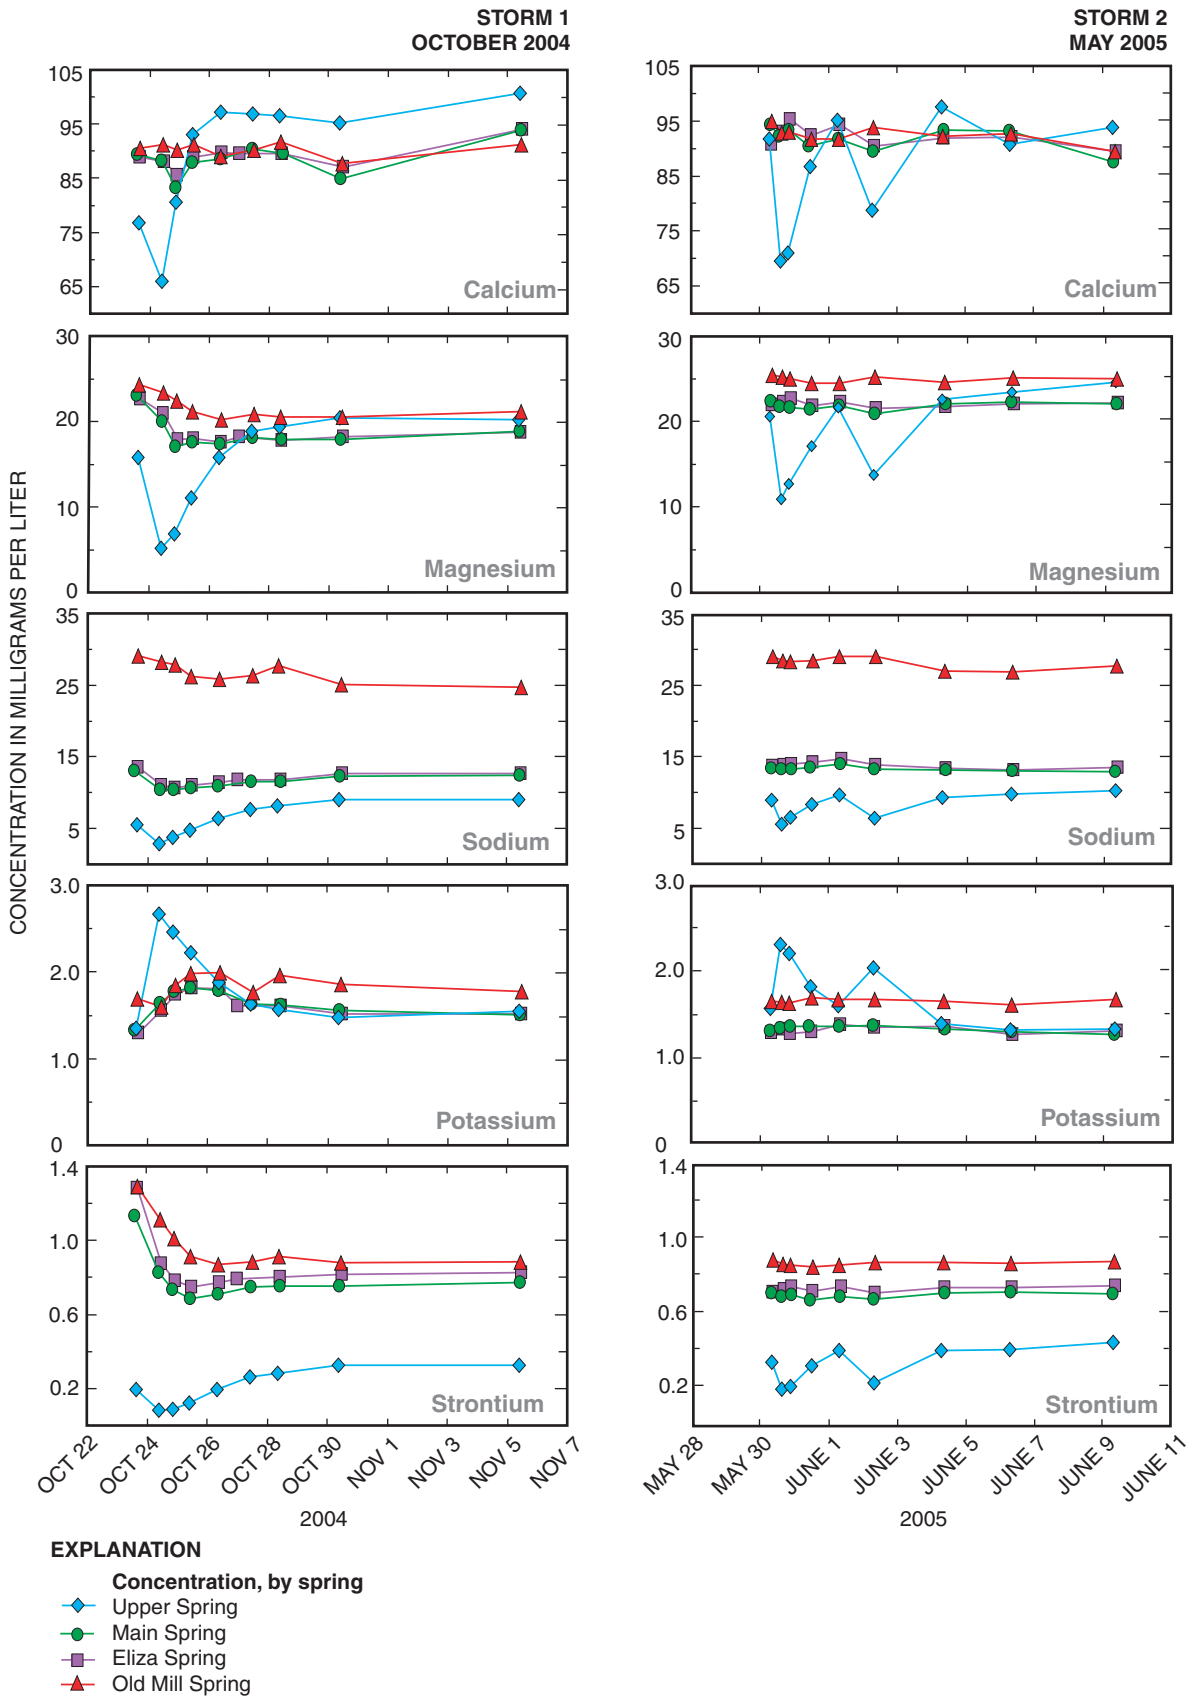 STORM 1
OCTOBER 2004
STORM 2
MAY 2005
CONCENTRATION IN MILLIGRAMS PER LITER
105
95
85
75
65
Calcium
105
95
85
75
65
Calcium
30
20
10
0
Magnesium
30
20
10
0
Magnesium
35
25
15
5
Sodium
35
25
15
5
Sodium
3.0
2.0
1.0
0
Potassium
3.0
2.0
1.0
0
Potassium
1.4
1.0
0.6
0.2
Strontium
1.4
1.0
0.6
0.2
Strontium
OCT 22
OCT 24
OCT 26
OCT 28
OCT 30
NOV 1
NOV 3
NOV 5
NOV 7
2004
MAY 28
MAY 30
JUNE 1
JUNE 3
JUNE 5
JUNE 7
JUNE 9
JUNE 11
2005
EXPLANATION
Concentration, by spring
Upper Spring
Main Spring
Eliza Spring
Old Mill Spring